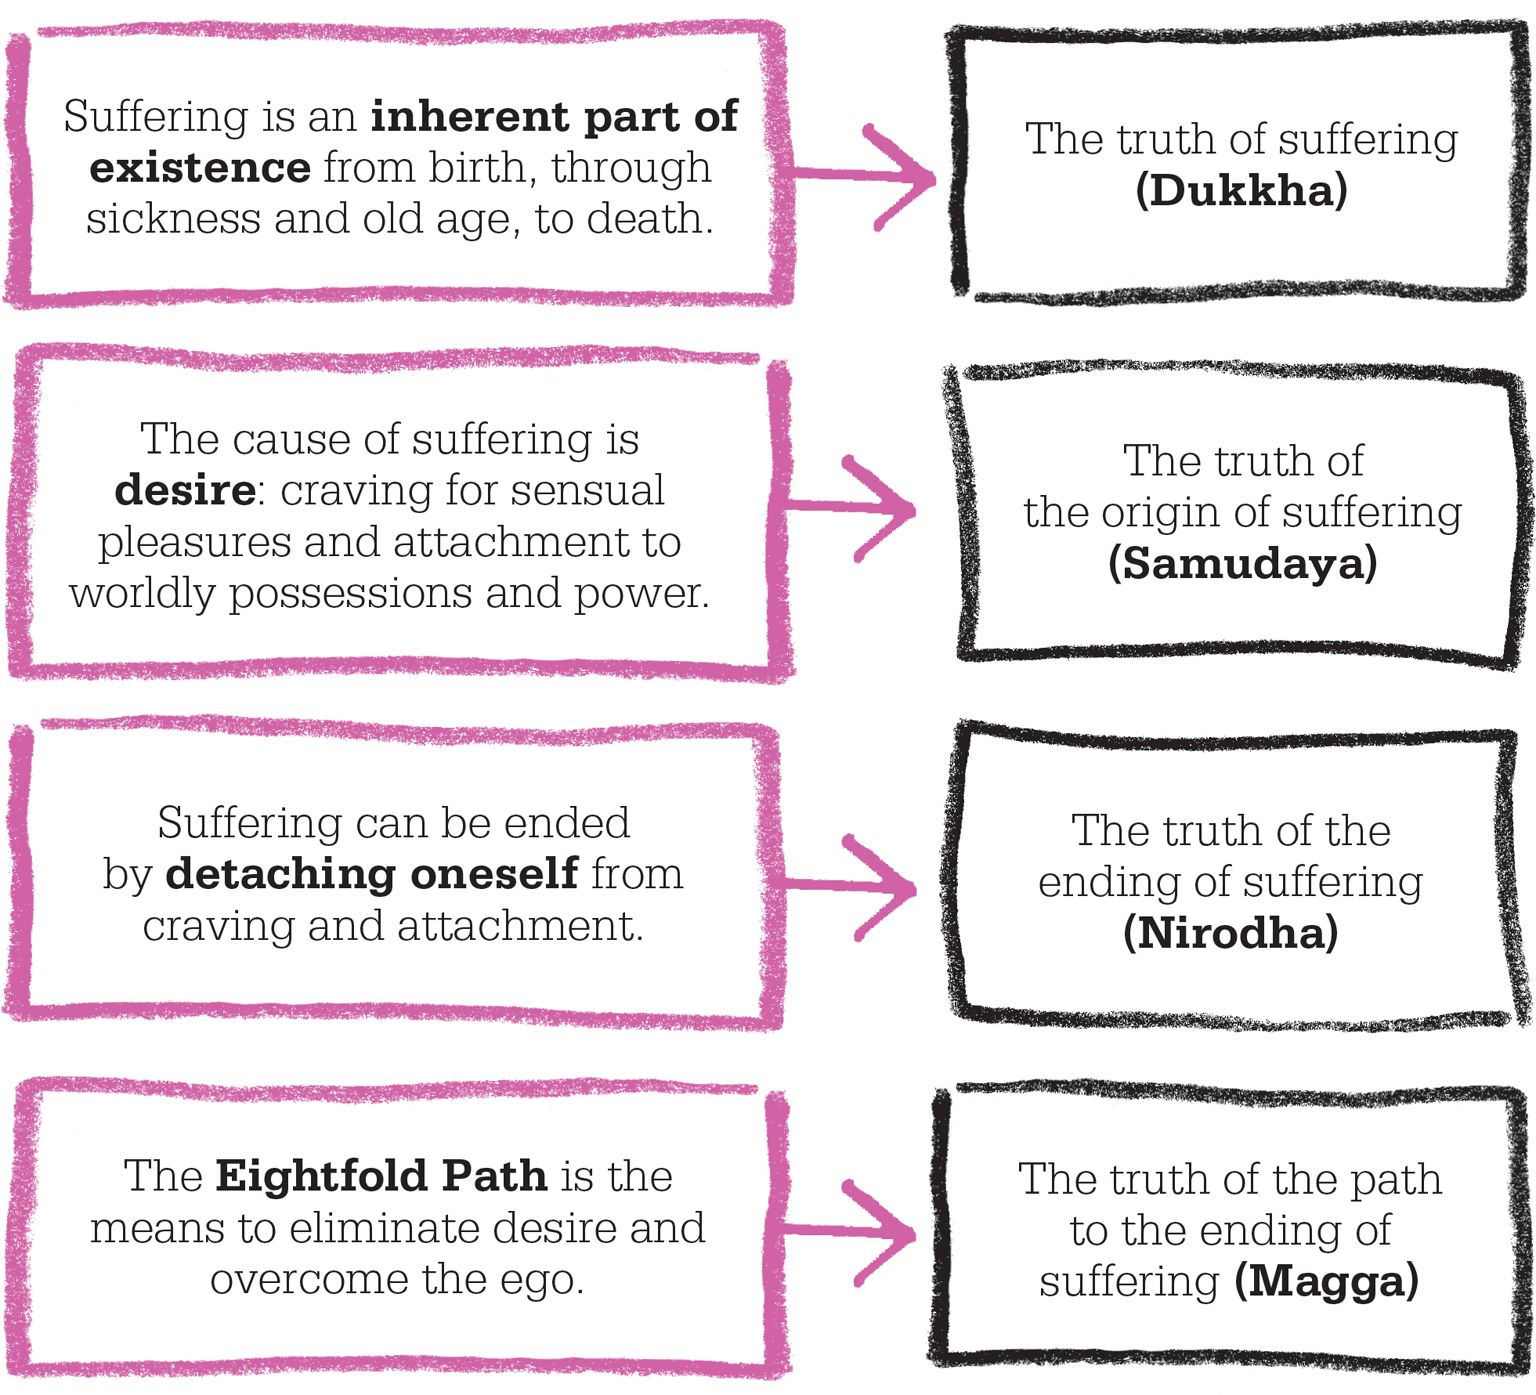 Suffering is an inherent part of
existence from birth, through
sickness and old age, to death.
The truth of suffering
(Dukkha)
The cause of suffering is
desire: craving for sensual
pleasures and attachment to
worldly possessions and power.
The truth of
the origin of suffering
(Samudaya)
Suffering can be ended
by detaching oneself from
craving and attachment.
The truth of the
ending of suffering
(Nirodha)
The Eightfold Path is the
means to eliminate desire and
overcome the ego.
The truth of the path
to the ending of
suffering (Magga)